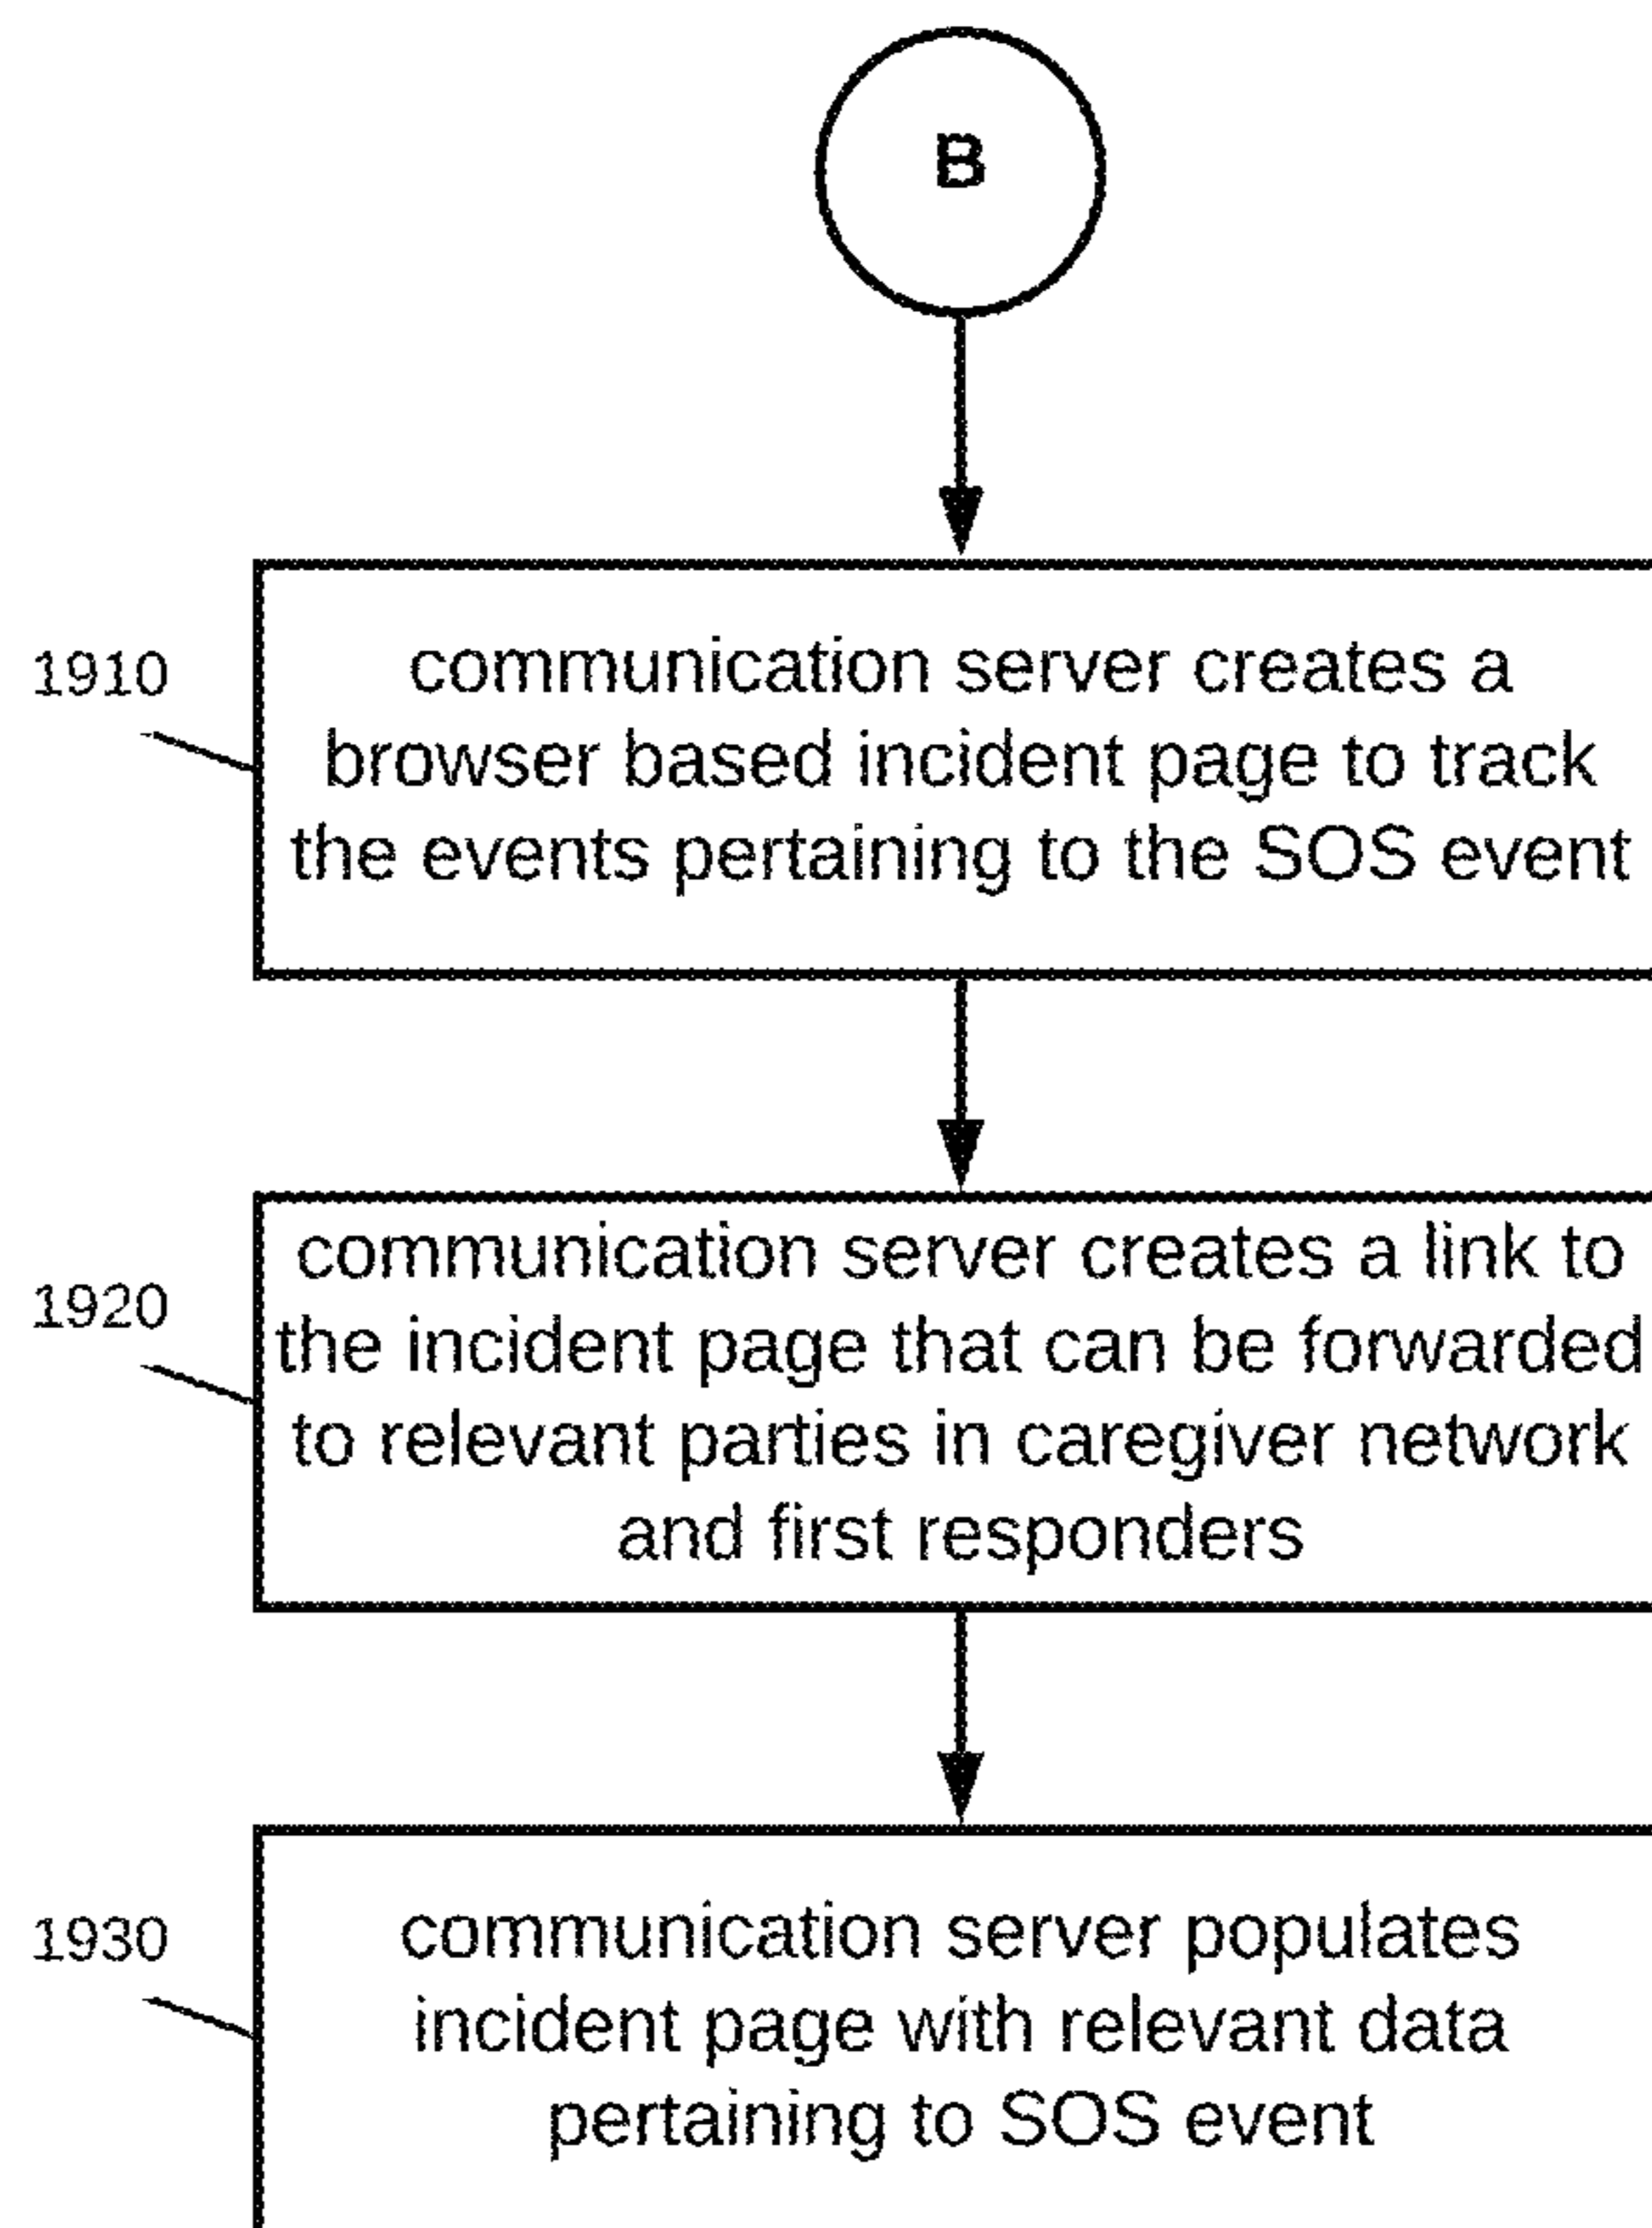 B
1910
communication server creates a
browser based incident page to track
the events pertaining to the SOS event
1920
communication server creates a link to
the incident page that can be forwarded
to relevant parties in caregiver network
and first responders
1930
communication server populates
incident page with relevant data
pertaining to SOS event